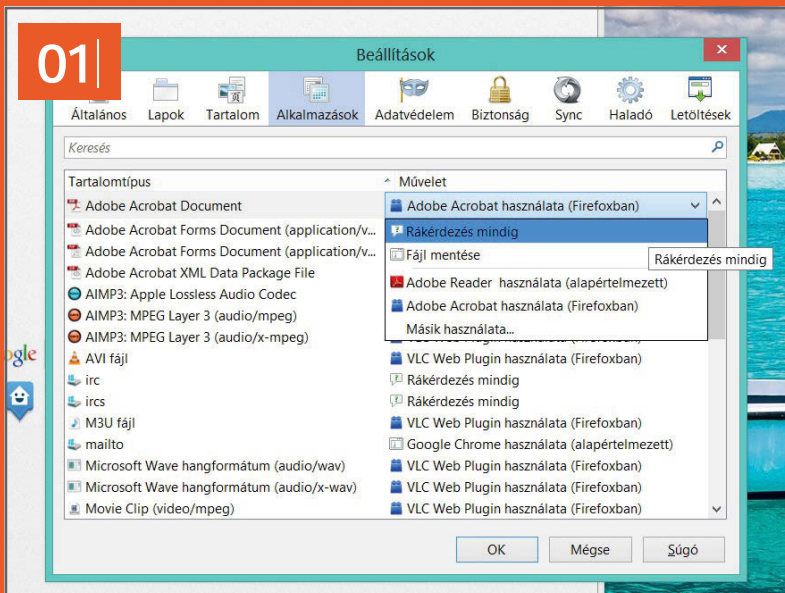 01
Beállítások
Általános Lapok Tartalom Alkalmazások Adatvédelem Biztonság Sync Haladó Letöltések
Keresés
Tartalomtípus Művelet
Adobe Acrobat Document Adobe Acrobat használata (Firefoxban)
Adobe Acrobat Forms Document (application/v... Rákérdezés mindig
Adobe Acrobat Forms Document (application/v... Fájl mentése
Rákérdezés mindig
Adobe Acrobat XML Data Package File Adobe Reader használata (alapértelmezett)
AIMP3: Apple Lossless Audio Codec Adobe Acrobat használata (Firefoxban)
AIMP3: MPEG Layer 3 (audio/mpeg) Másik használata...
AIMP3: MPEG Layer 3 (audio/x-mpeg)
ogle
AVI fájl VLC Web Plugin használata (Firefoxban)
irc Rákérdezés mindig
ircs Rákérdezés mindig
M3U fájl VLC Web Plugin használata (Firefoxban)
mailto Google Chrome használata (alapértelmezett)
Microsoft Wave hangformátum (audio/wav) VLC Web Plugin használata (Firefoxban)
Microsoft Wave hangformátum (audio/x-wav) VLC Web Plugin használata (Firefoxban)
Movie Clip (video/mpeg) VLC Web Plugin használata (Firefoxban)
OK Mégse Súgó